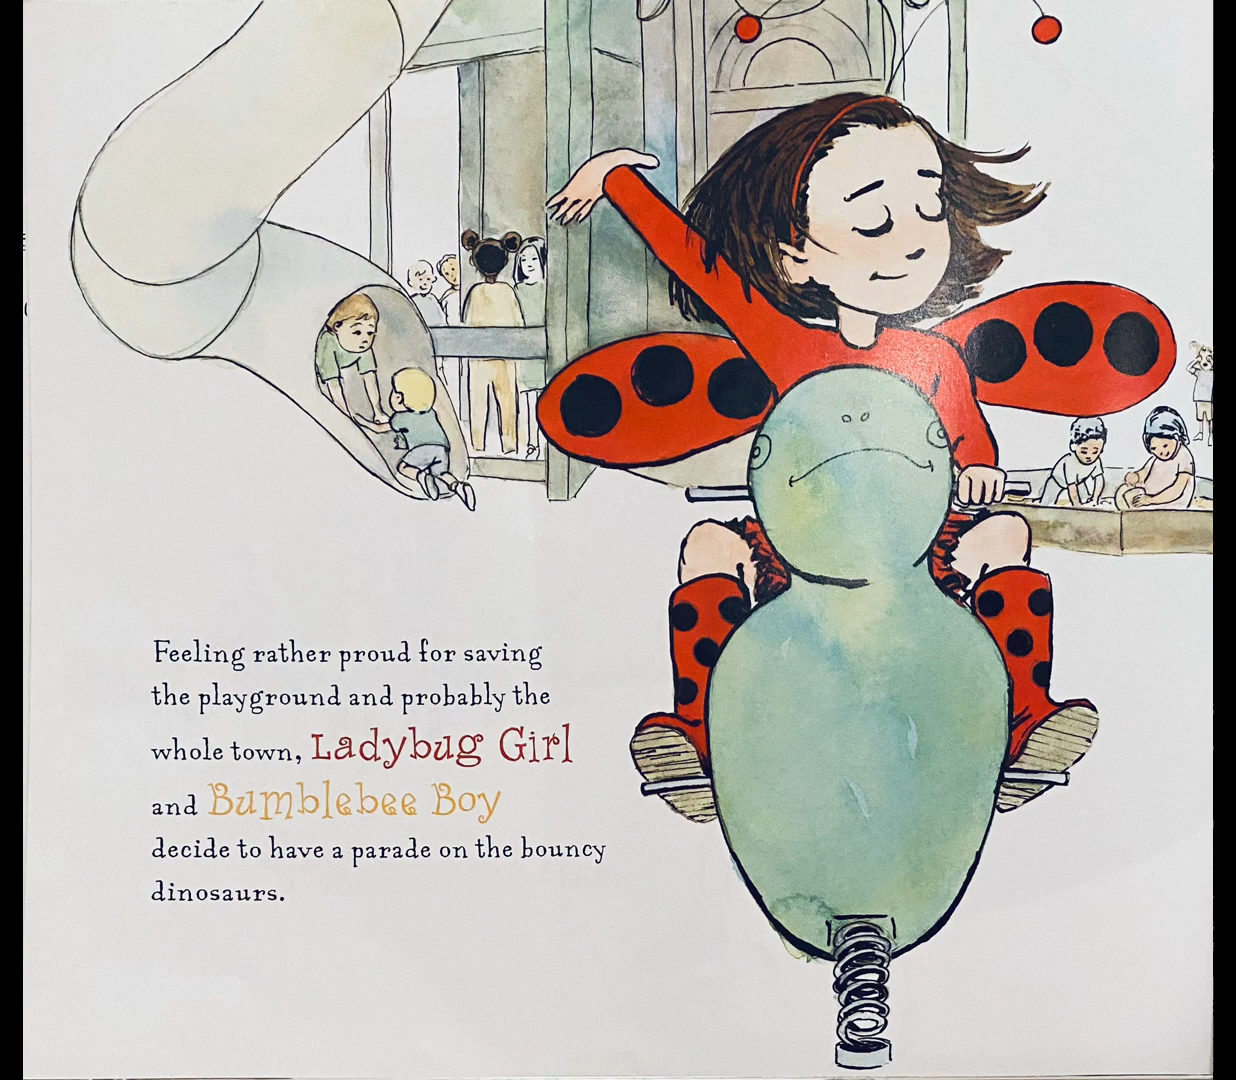 Feeling rather proud for saving
the playground and probably the
whole town, Ladybug Girl
and Bumblebee Boy
decide to have a parade on the bouncy
dinosaurs.